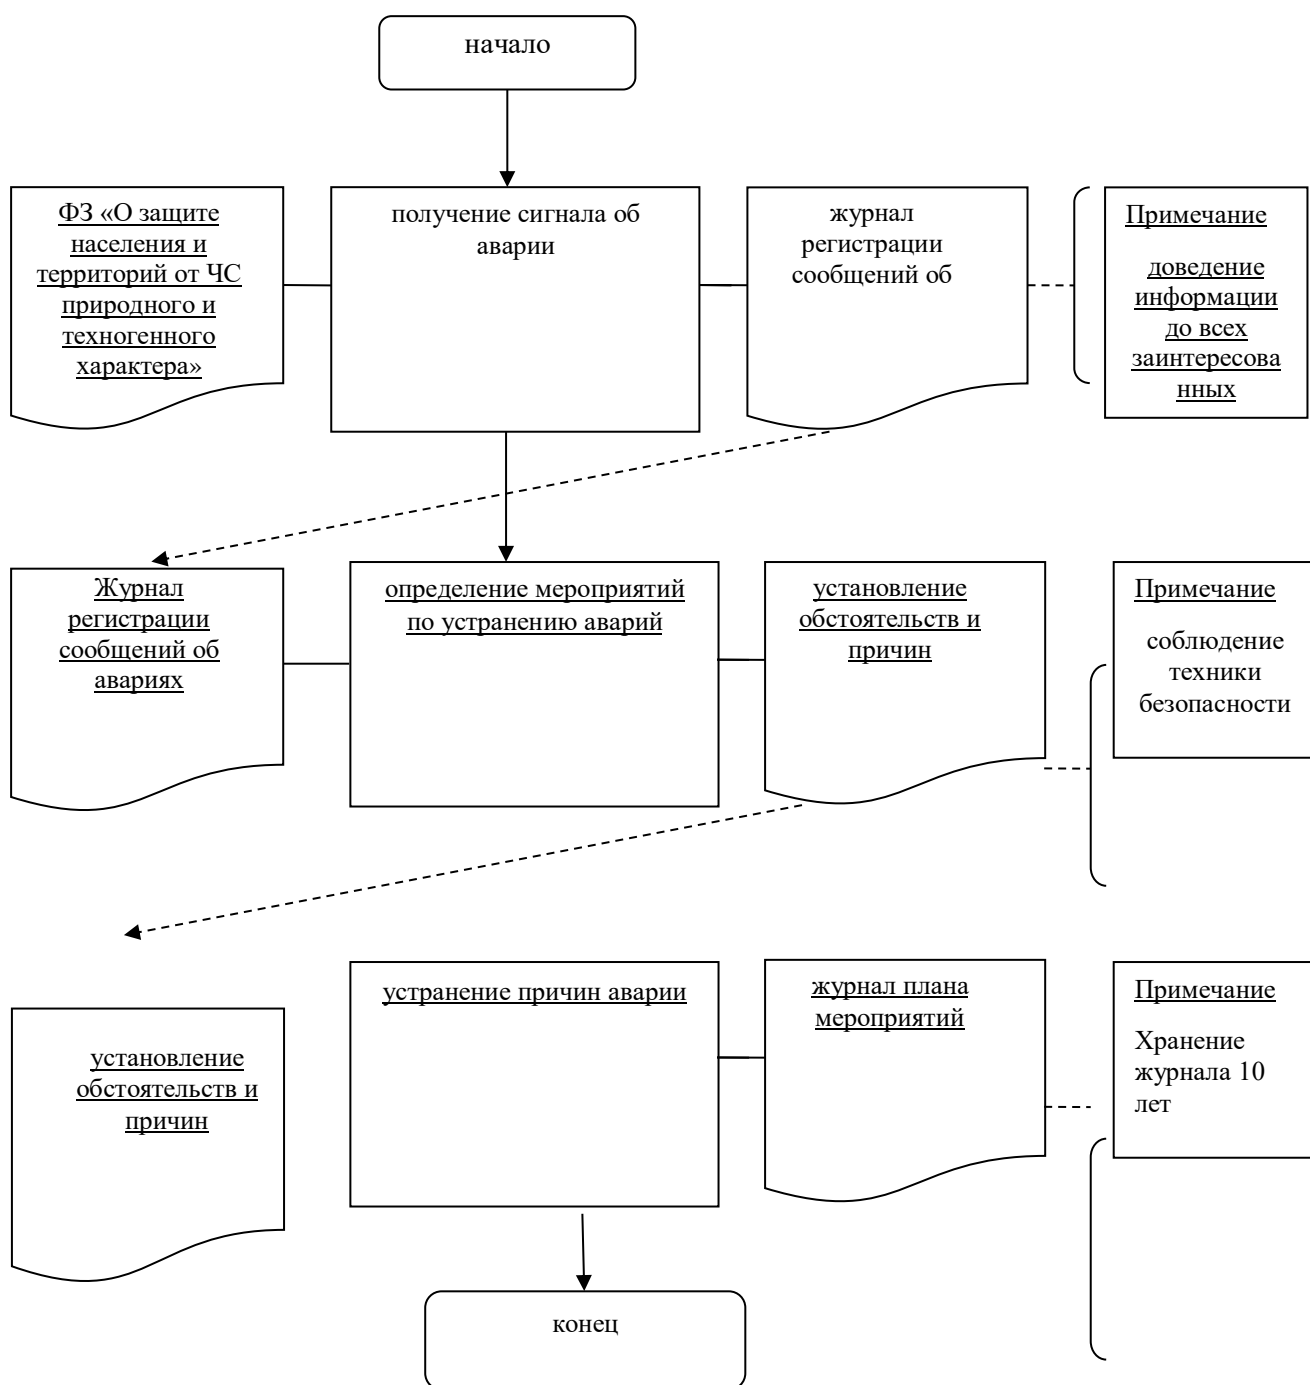 начало
ФЗ «О защите
населения и
территорий от ЧС
природного и
техногенного
характера»
получение сигнала об
аварии
журнал
регистрации
сообщений об
Примечание
доведение
информации
до всех
заинтересова
нных
Журнал
регистрации
сообщений об
авариях
определение мероприятий
по устранению аварий
установление
обстоятельств и
причин
Примечание
соблюдение
техники
безопасности
установление
обстоятельств и
причин
устранение причин аварии
журнал плана
мероприятий
Примечание
Хранение
журнала 10
лет
конец